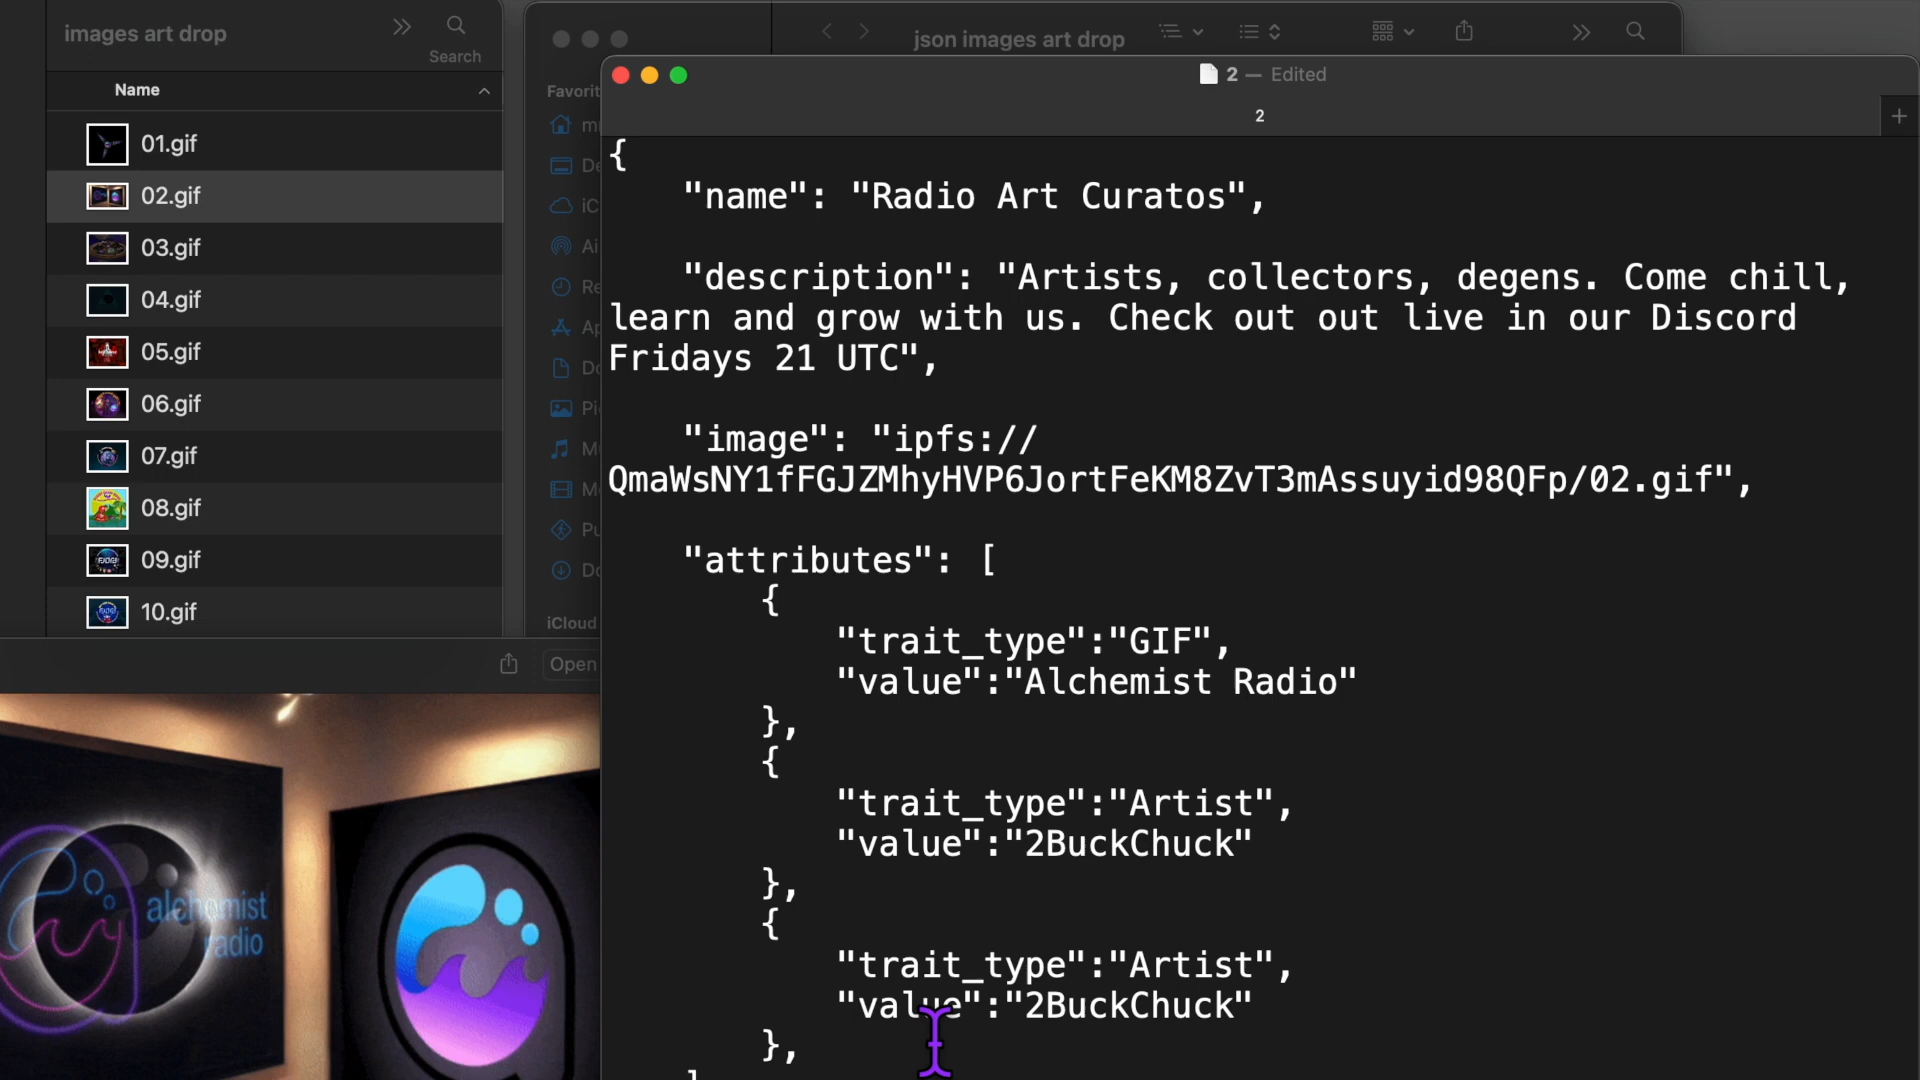 images art drop
Search
Name
01.gif
02.gif
03.gif
04.gif
05.gif
06.gif
07.gif
08.gif
09.gif
10.gif
json images art drop
iCloud
Open
alchemist
radio
2 — Edited
2
{
"name": "Radio Art Curatos",
"description": "Artists, collectors, degens. Come chill,
learn and grow with us. Check out out live in our Discord
Fridays 21 UTC",
"image": "ipfs://
QmaWsNY1fFGJZMhyHVP6JortFeKM8ZvT3mAssuyid98QFp/02.gif",
"attributes": [
{
"trait_type":"GIF",
"value":"Alchemist Radio"
},
{
"trait_type":"Artist",
"value":"2BuckChuck"
},
{
"trait_type":"Artist",
"value":"2BuckChuck"
},